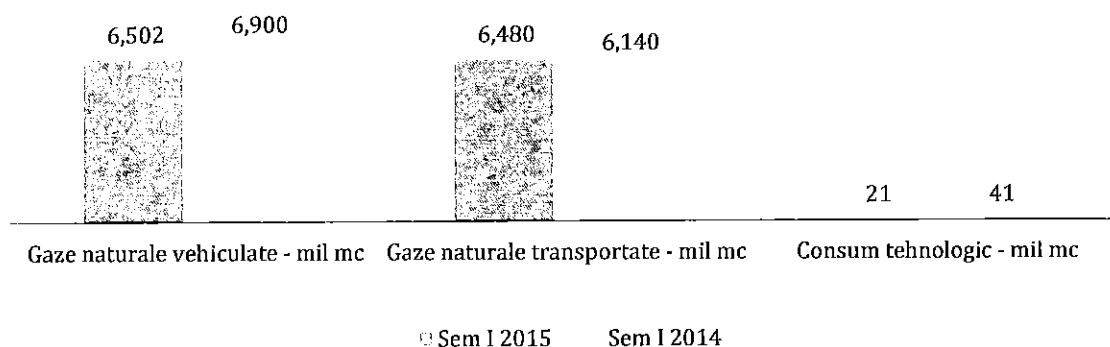 6,502 6,900 6,480 6,140
21 41
Gaze naturale vehiculate - mil mc Gaze naturale transportate - mil mc Consum tehnologic - mil mc
Sem I 2015 Sem I 2014